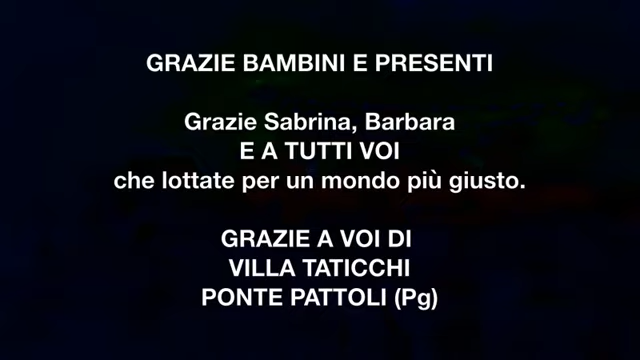 GRAZIE BAMBINI E PRESENTI
Grazie Sabrina, Barbara
E A TUTTI VOI
che lottate per un mondo più giusto.
GRAZIE A VOI DI
VILLA TATICCHI
PONTE PATTOLI (Pg)